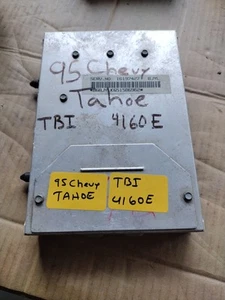 95 Chevy
Tahoe
TBI 4160E
95 Chevy
TAHOE
TBI
4160E